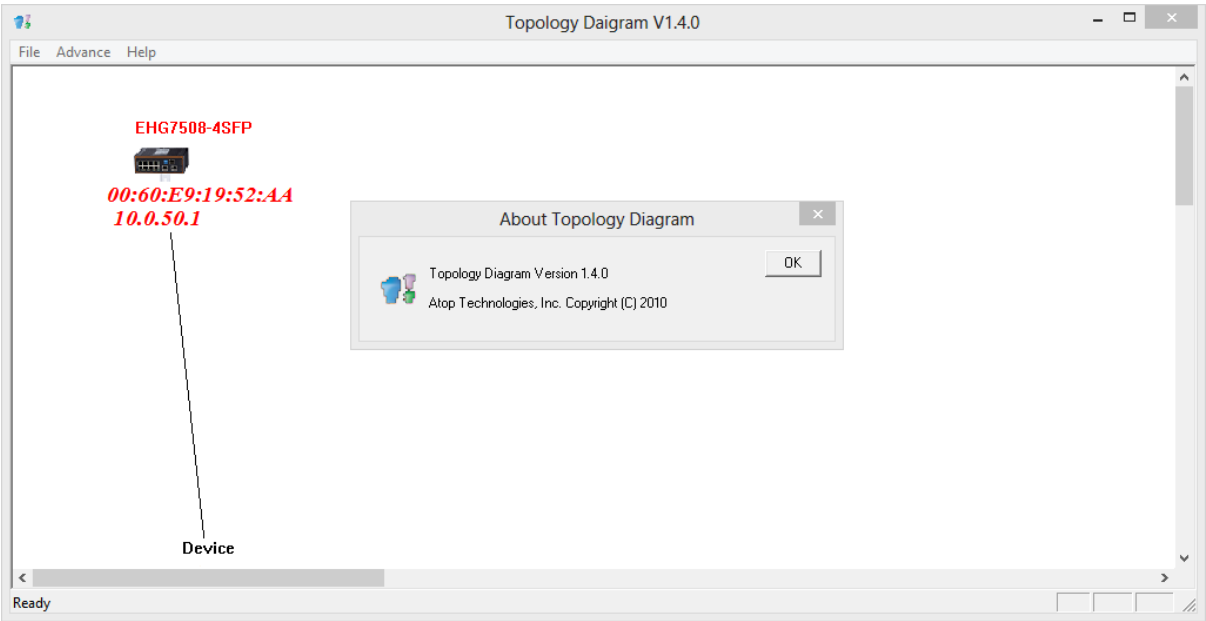 Topology Daigram V1.4.0
File Advance Help
EHG7508-4SFP
00:60:E9:19:52:AA
10.0.50.1
About Topology Diagram
OK
Topology Diagram Version 1.4.0
Atop Technologies, Inc. Copyright (C) 2010
Device
Ready